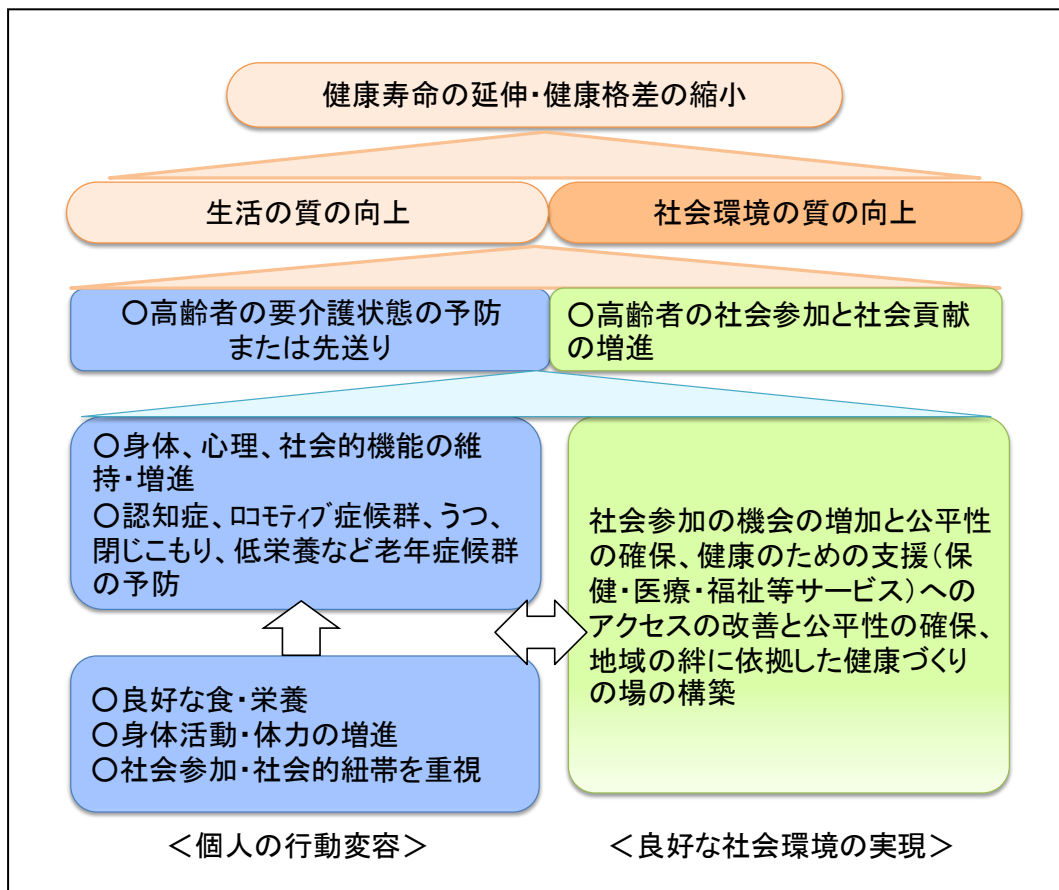 健康寿命の延伸・健康格差の縮小
生活の質の向上
社会環境の質の向上
○高齢者の要介護状態の予防
または先送り
○高齢者の社会参加と社会貢献
の増進
○身体、心理、社会的機能の維
持・増進
○認知症、ﾛｺﾓﾃｨﾌﾞ症候群、うつ、
閉じこもり、低栄養など老年症候群
の予防
社会参加の機会の増加と公平性
の確保、健康のための支援（保
健・医療・福祉等サービス）への
アクセスの改善と公平性の確保、
地域の絆に依拠した健康づくり
の場の構築
○良好な食・栄養
○身体活動・体力の増進
○社会参加・社会的紐帯を重視
＜個人の行動変容＞
＜良好な社会環境の実現＞